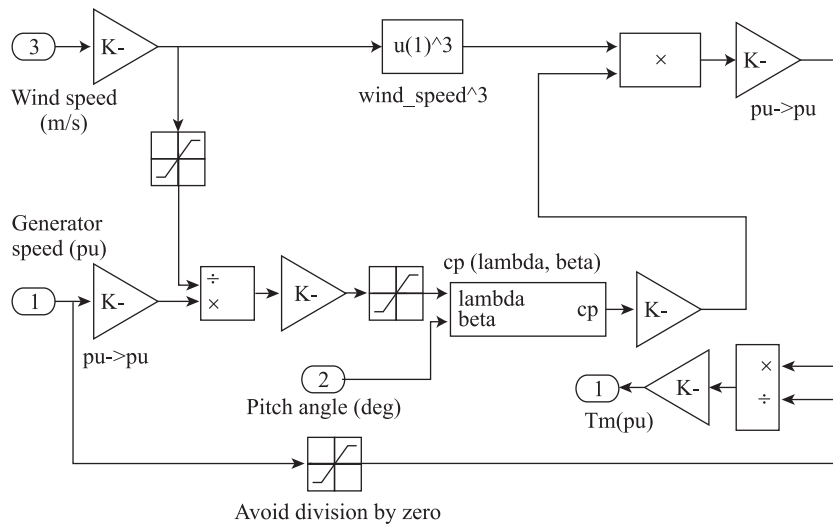 3
K-
u(1)^3
×
K-
Wind speed
(m/s)
wind_speed^3
pu->pu
Generator
speed (pu)
cp (lambda, beta)
1
K-
÷
×
K-
lambda
beta
cp
K-
pu->pu
2
Pitch angle (deg)
1
K-
×
÷
Tm(pu)
Avoid division by zero